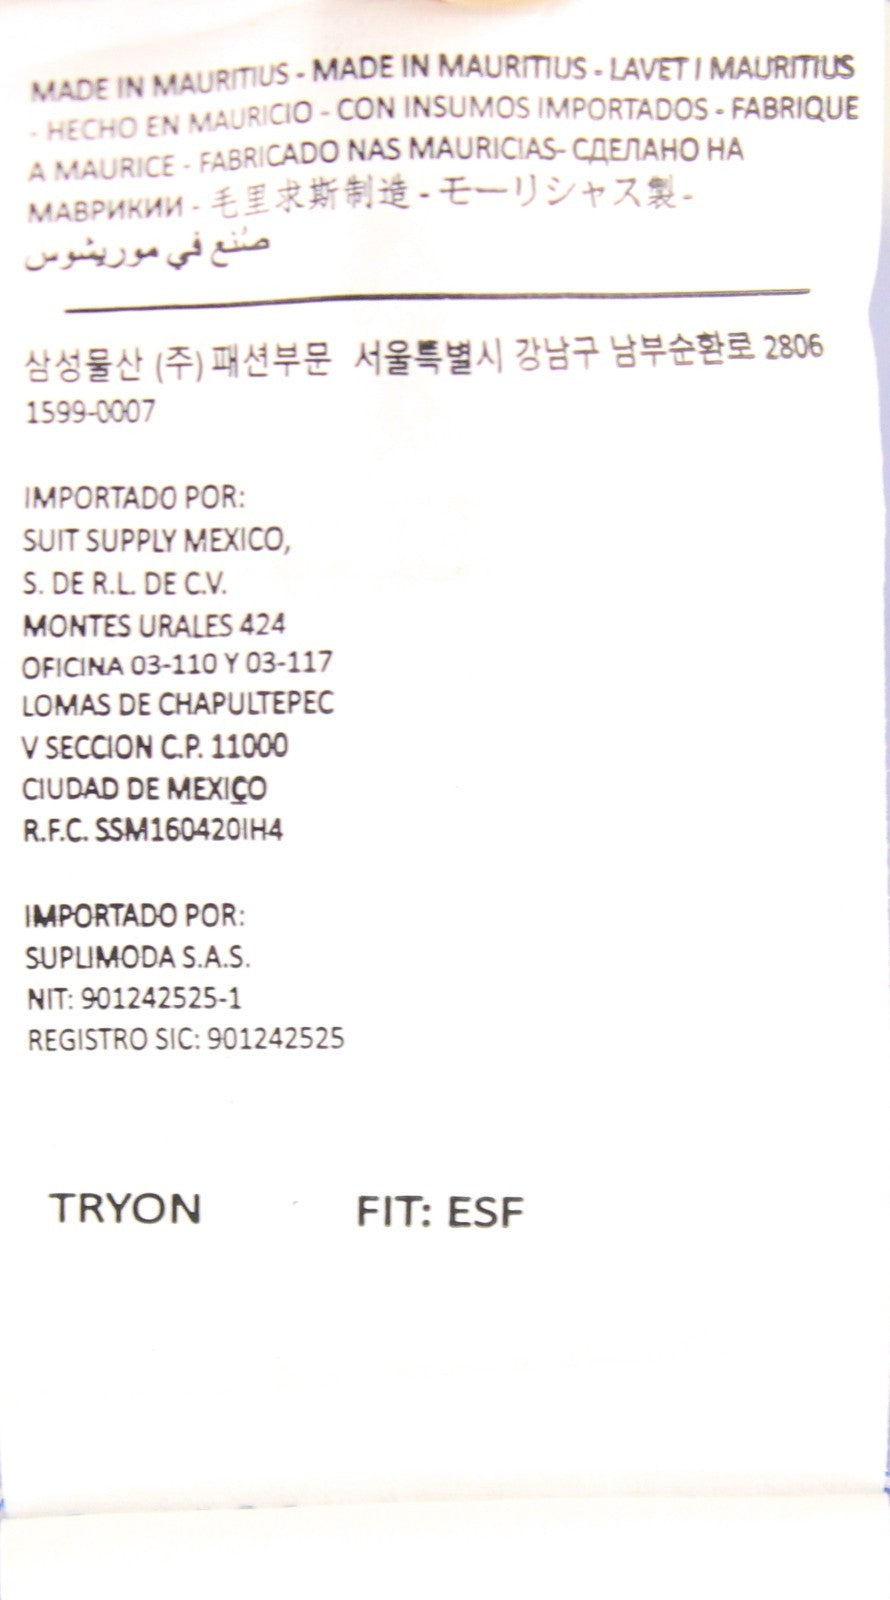 MADE IN MAURITIUS - MADE IN MAURITIUS - LAVET I MAURITIUS
- HECHO EN MAURICIO - CON INSUMOS IMPORTADOS - FABRIQUE
A MAURICE - FABRICADO NAS MAURICIAS- СДЕЛАНО НА
МАВРИКИИ - 毛里求斯制造 - モーリシャス製 -
صُنع في موريشوس
삼성물산 (주) 패션부문 서울특별시 강남구 남부순환로 2806
1599-0007
IMPORTADO POR:
SUIT SUPPLY MEXICO,
S. DE R.L. DE C.V.
MONTES URALES 424
OFICINA 03-110 Y 03-117
LOMAS DE CHAPULTEPEC
V SECCION C.P. 11000
CIUDAD DE MEXICO
R.F.C. SSM160420IH4
IMPORTADO POR:
SUPLIMODA S.A.S.
NIT: 901242525-1
REGISTRO SIC: 901242525
TRYON FIT: ESF